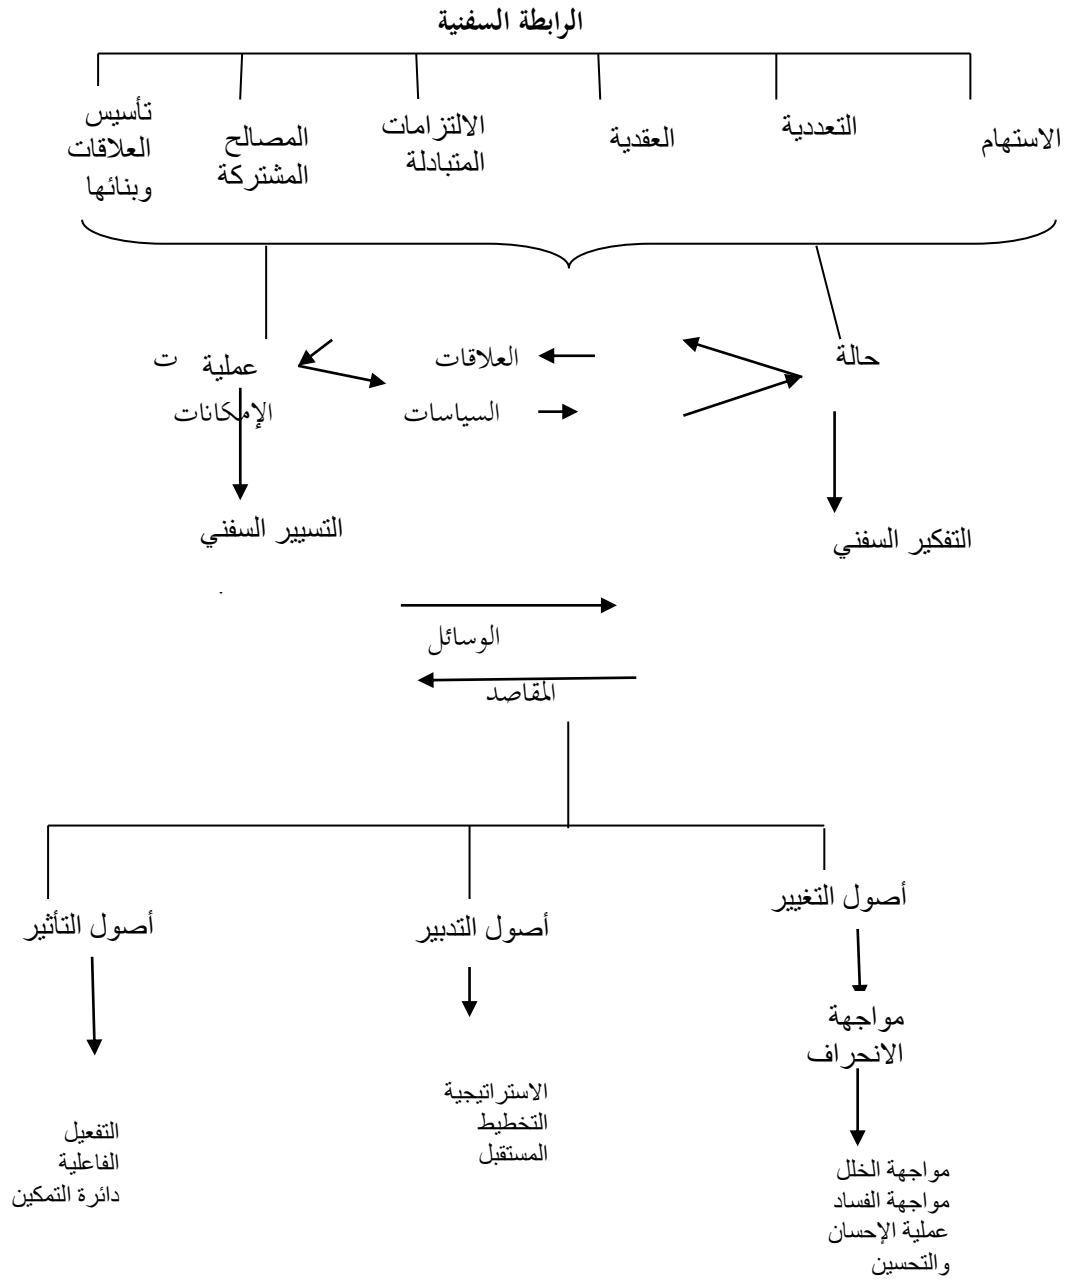 الرابطة السفنية
الاستهام
التعددية
العقدية
الالتزامات
المتبادلة
المصالح
المشتركة
تأسيس
العلاقات
وبنائها
حالة
العلاقات
عملية
ت
السياسات
الإمكانات
التفكير السفني
التسيير السفني
الوسائل
المقاصد
أصول التغيير
أصول التدبير
أصول التأثير
مواجهة
الانحراف
مواجهة الخلل
مواجهة الفساد
عملية الإحسان
والتحسين
الاستراتيجية
التخطيط
المستقبل
التفعيل
الفاعلية
دائرة التمكين